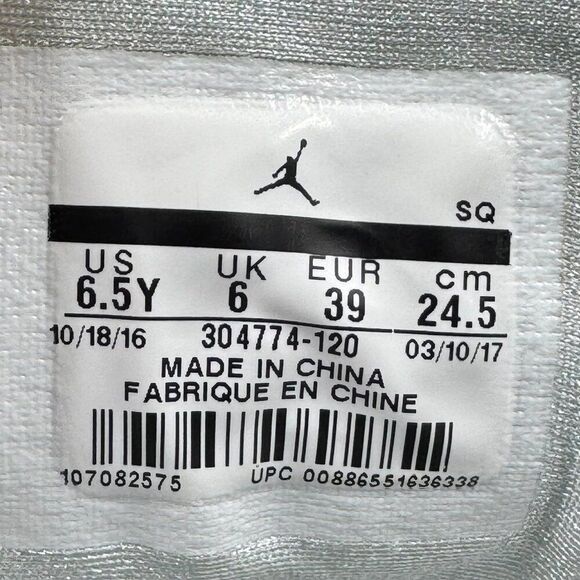 SQ
US UK EUR cm
6.5Y 6 39 24.5
10/18/16 304774-120 03/10/17
MADE IN CHINA
FABRIQUE EN CHINE
107082575 UPC 00886551636338